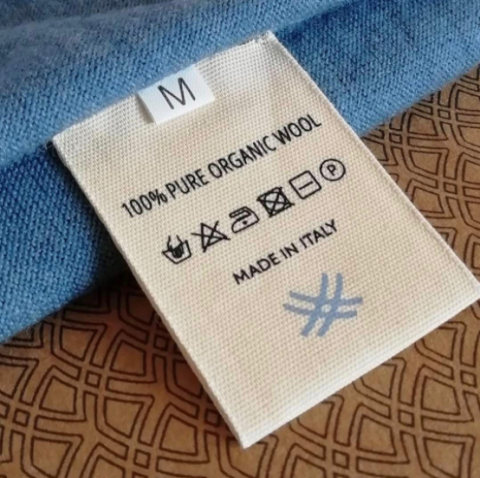 M
100% PURE ORGANIC WOOL
P
MADE IN ITALY